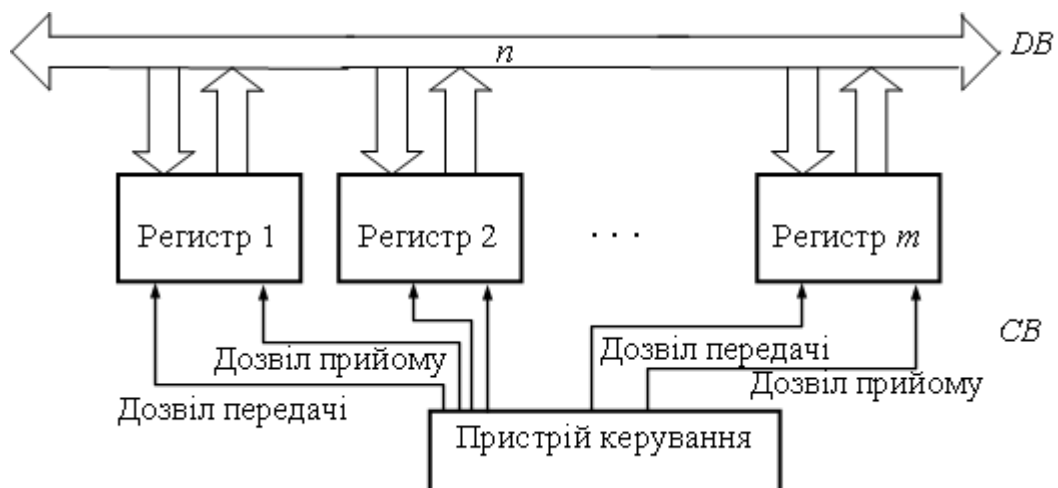 n
DB
Регистр 1
Регистр 2
. . .
Регистр m
CB
Дозвіл передачі
Дозвіл прийому
Дозвіл прийому
Дозвіл передачі
Пристрій керування